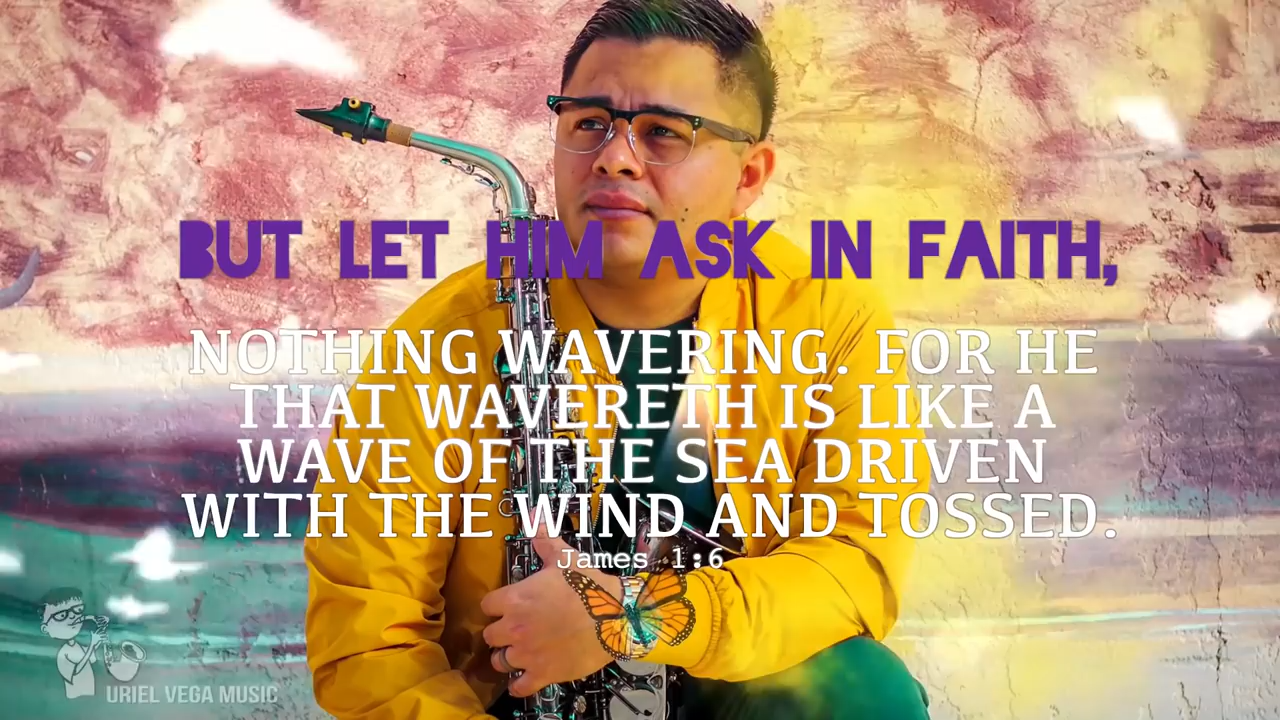 BUT LET HIM ASK IN FAITH,
NOTHING WAVERING. FOR HE
THAT WAVERETH IS LIKE A
WAVE OF THE SEA DRIVEN
WITH THE WIND AND TOSSED.
James 1:6
URIEL VEGA MUSIC